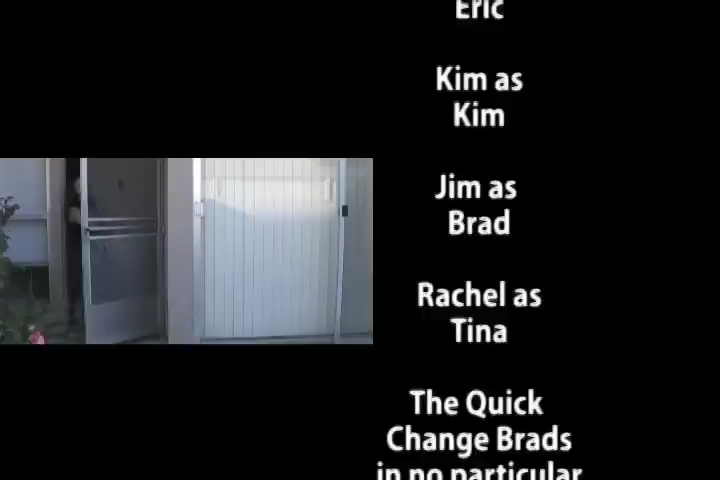 Eric
Kim as
Kim
Jim as
Brad
Rachel as
Tina
The Quick
Change Brads
in no particular